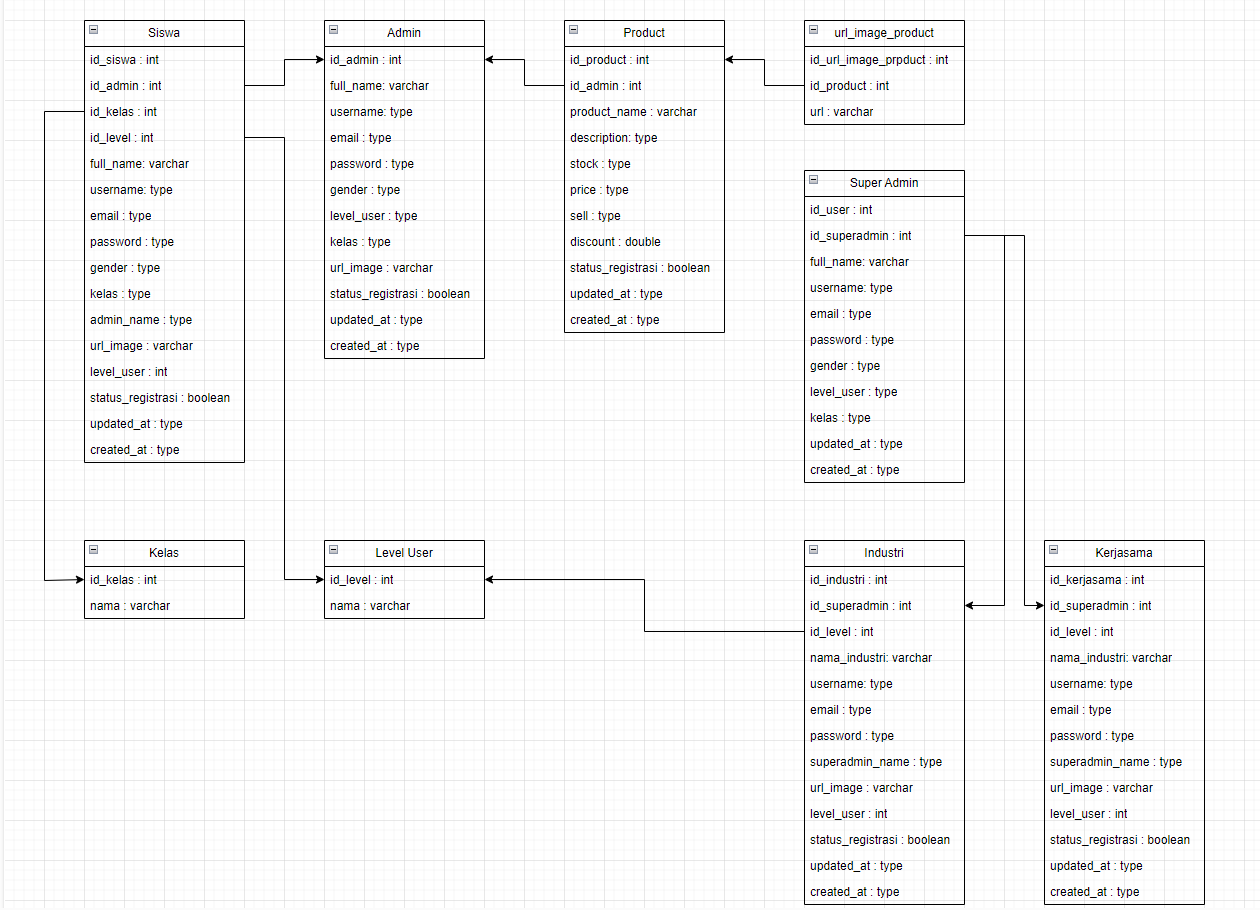 Siswa
id_siswa : int
id_admin : int
id_kelas : int
id_level : int
full_name: varchar
username: type
email : type
password : type
gender : type
kelas : type
admin_name : type
url_image : varchar
level_user : int
status_registrasi : boolean
updated_at : type
created_at : type
Admin
id_admin : int
full_name: varchar
username: type
email : type
password : type
gender : type
level_user : type
kelas : type
url_image : varchar
status_registrasi : boolean
updated_at : type
created_at : type
Product
id_product : int
id_admin : int
product_name : varchar
description: type
stock : type
price : type
sell : type
discount : double
status_registrasi : boolean
updated_at : type
created_at : type
url_image_product
id_url_image_prpduct : int
id_product : int
url : varchar
Super Admin
id_user : int
id_superadmin : int
full_name: varchar
username: type
email : type
password : type
gender : type
level_user : type
kelas : type
updated_at : type
created_at : type
Kelas
id_kelas : int
nama : varchar
Level User
id_level : int
nama : varchar
Industri
id_industri : int
id_superadmin : int
id_level : int
nama_industri: varchar
username: type
email : type
password : type
superadmin_name : type
url_image : varchar
level_user : int
status_registrasi : boolean
updated_at : type
created_at : type
Kerjasama
id_kerjasama : int
id_superadmin : int
id_level : int
nama_industri: varchar
username: type
email : type
password : type
superadmin_name : type
url_image : varchar
level_user : int
status_registrasi : boolean
updated_at : type
created_at : type